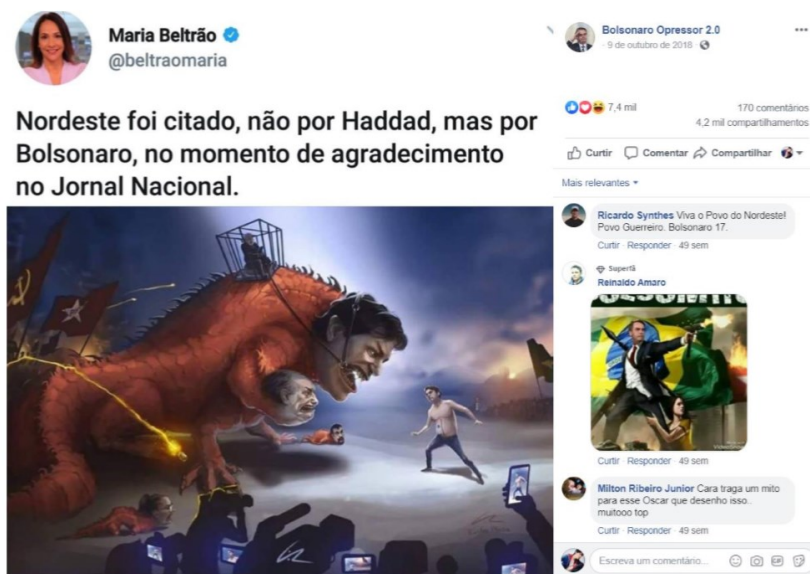 Maria Beltrão
@beltraomaria
Nordeste foi citado, não por Haddad, mas por
Bolsonaro, no momento de agradecimento
no Jornal Nacional.
Bolsonaro Opressor 2.0
9 de outubro de 2018
7,4 mil
170 comentários
4,2 mil compartilhamentos
Curtir
Comentar
Compartilhar
Mais relevantes
Ricardo Synthes Viva o Povo do Nordeste!
Povo Guerreiro. Bolsonaro 17.
Curtir · Responder · 49 sem
Superfã
Reinaldo Amaro
Curtir · Responder · 49 sem
Milton Ribeiro Junior Cara traga um mito
para esse Oscar que desenho isso..
muitooo top
Curtir · Responder · 49 sem
Escreva um comentário...
GIF